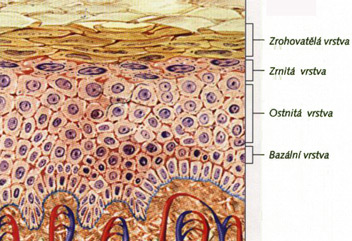 Zrohovatělá vrstva
Zrnitá vrstva
Ostnitá vrstva
Bazální vrstva